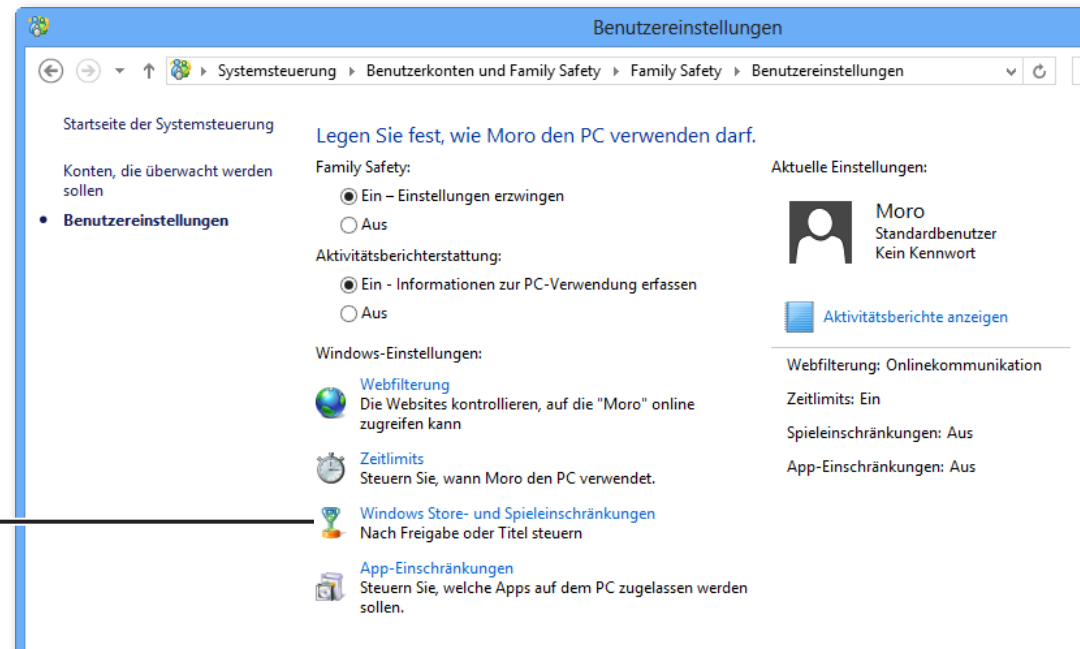 Benutzereinstellungen
Systemsteuerung Benutzerkonten und Family Safety Family Safety Benutzereinstellungen
Startseite der Systemsteuerung
Konten, die überwacht werden
sollen
Benutzereinstellungen
Legen Sie fest, wie Moro den PC verwenden darf.
Family Safety:
Ein – Einstellungen erzwingen
Aus
Aktivitätsberichterstattung:
Ein - Informationen zur PC-Verwendung erfassen
Aus
Windows-Einstellungen:
Webfilterung
Die Websites kontrollieren, auf die "Moro" online
zugreifen kann
Zeitlimits
Steuern Sie, wann Moro den PC verwendet.
Windows Store- und Spieleinschränkungen
Nach Freigabe oder Titel steuern
App-Einschränkungen
Steuern Sie, welche Apps auf dem PC zugelassen werden
sollen.
Aktuelle Einstellungen:
Moro
Standardbenutzer
Kein Kennwort
Aktivitätsberichte anzeigen
Webfilterung: Onlinekommunikation
Zeitlimits: Ein
Spieleinschränkungen: Aus
App-Einschränkungen: Aus